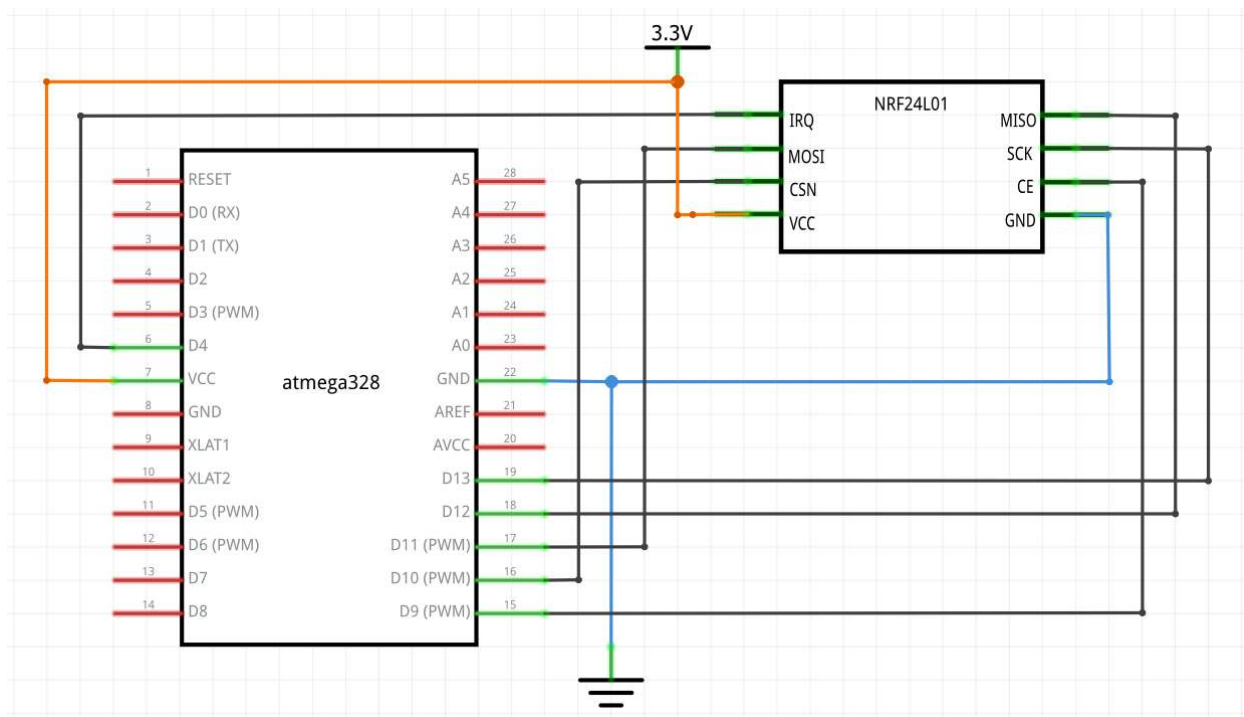 3.3V
NRF24L01
IRQ
MOSI
CSN
VCC
MISO
SCK
CE
GND
atmega328
1 RESET
2 D0 (RX)
3 D1 (TX)
4 D2
5 D3 (PWM)
6 D4
7 VCC
8 GND
9 XLAT1
10 XLAT2
11 D5 (PWM)
12 D6 (PWM)
13 D7
14 D8
A5 28
A4 27
A3 26
A2 25
A1 24
A0 23
GND 22
AREF 21
AVCC 20
D13 19
D12 18
D11 (PWM) 17
D10 (PWM) 16
D9 (PWM) 15